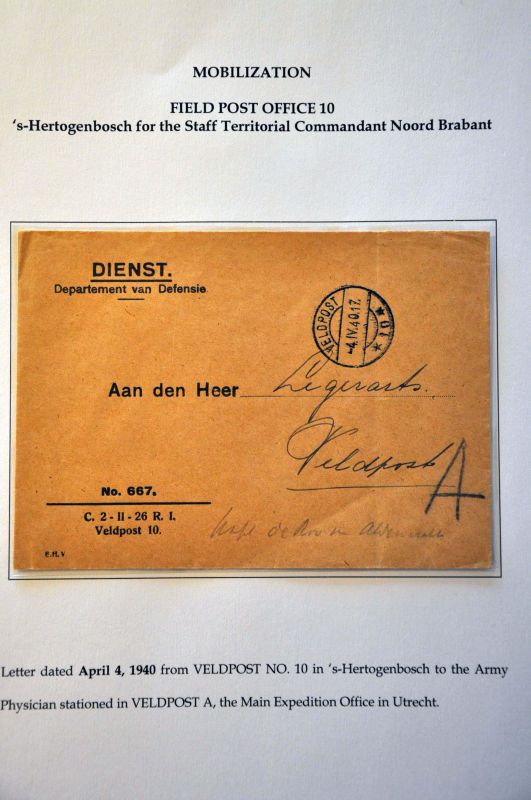 MOBILIZATION
FIELD POST OFFICE 10
‘s-Hertogenbosch for the Staff Territorial Commandant Noord Brabant
DIENST.
Departement van Defensie
VELDPOST
-4.IV.40.17.
* 10 *
Aan den Heer Legerarts.
Veldpost A
No. 667.
C. 2 - II - 26 R. I.
Veldpost 10.
E.H.V
Letter dated April 4, 1940 from VELDPOST NO. 10 in ‘s-Hertogenbosch to the Army
Physician stationed in VELDPOST A, the Main Expedition Office in Utrecht.